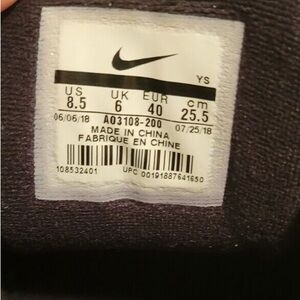 YS
US UK EUR cm
8.5 6 40 25.5
06/06/18 AO3108-200 07/25/18
MADE IN CHINA
FABRIQUE EN CHINE
108532401 UPC 00191887641650